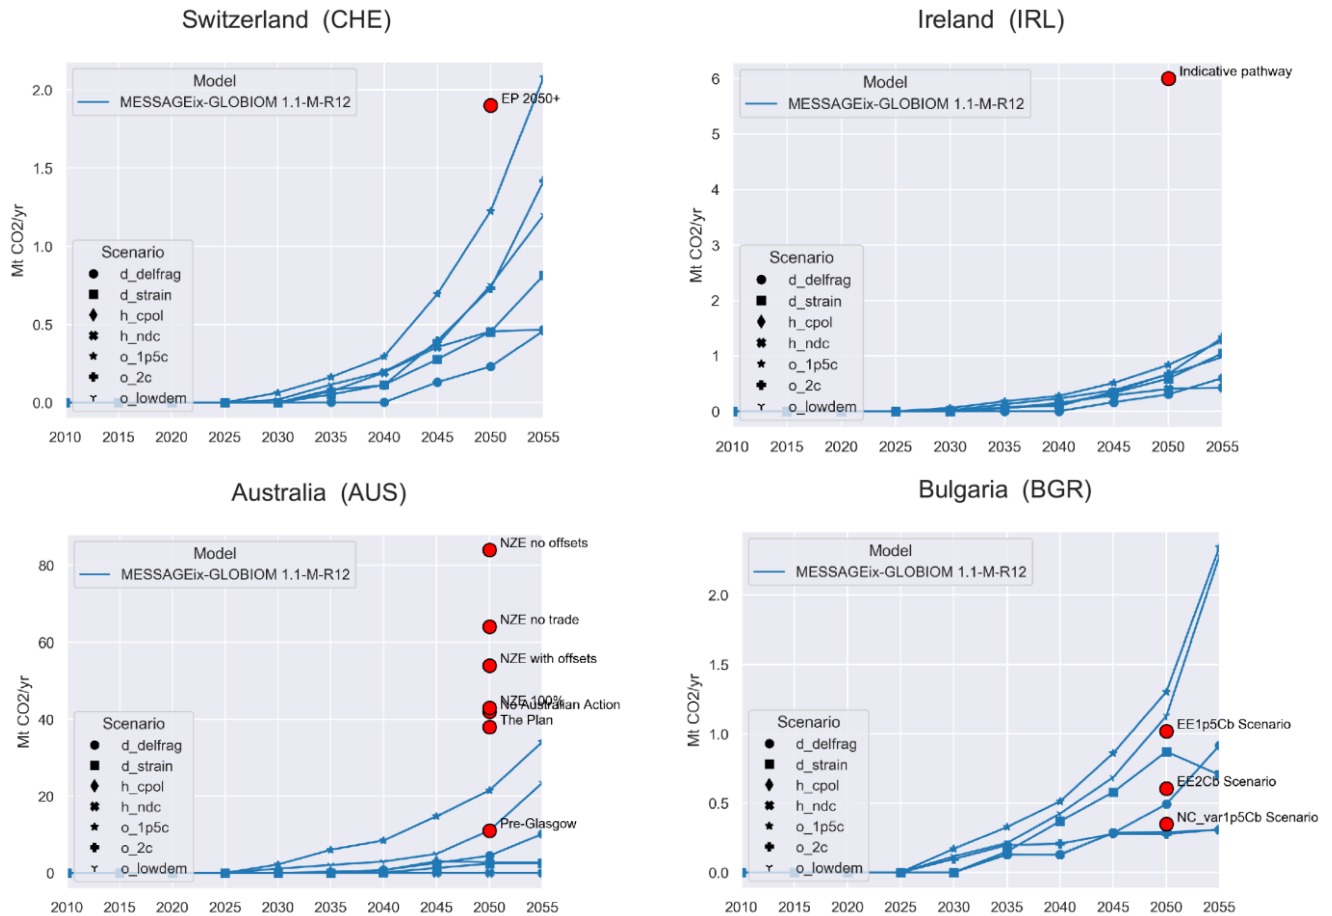 Switzerland (CHE)
Model
MESSAGEix-GLOBIOM 1.1-M-R12
EP 2050+
Scenario
d_delfrag
d_strain
h_cpol
h_ndc
o_1p5c
o_2c
o_lowdem
Mt CO2/yr
2.0
1.5
1.0
0.5
0.0
2010 2015 2020 2025 2030 2035 2040 2045 2050 2055
Ireland (IRL)
Model
MESSAGEix-GLOBIOM 1.1-M-R12
Indicative pathway
Scenario
d_delfrag
d_strain
h_cpol
h_ndc
o_1p5c
o_2c
o_lowdem
Mt CO2/yr
6
5
4
3
2
1
0
2010 2015 2020 2025 2030 2035 2040 2045 2050 2055
Australia (AUS)
Model
MESSAGEix-GLOBIOM 1.1-M-R12
NZE no offsets
NZE no trade
NZE with offsets
NZE 100%
No Australian Action
The Plan
Pre-Glasgow
Scenario
d_delfrag
d_strain
h_cpol
h_ndc
o_1p5c
o_2c
o_lowdem
Mt CO2/yr
80
60
40
20
0
2010 2015 2020 2025 2030 2035 2040 2045 2050 2055
Bulgaria (BGR)
Model
MESSAGEix-GLOBIOM 1.1-M-R12
EE1p5Cb Scenario
EE2Cb Scenario
NC_var1p5Cb Scenario
Scenario
d_delfrag
d_strain
h_cpol
h_ndc
o_1p5c
o_2c
o_lowdem
Mt CO2/yr
2.0
1.5
1.0
0.5
0.0
2010 2015 2020 2025 2030 2035 2040 2045 2050 2055